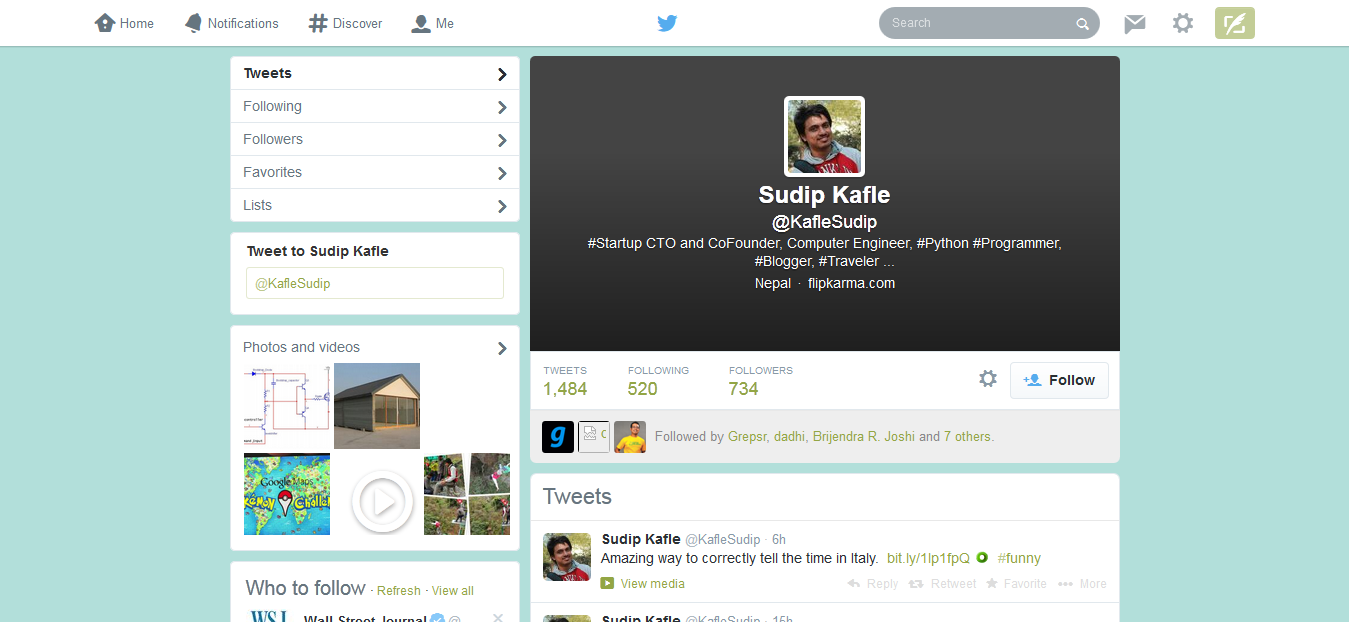 Home Notifications Discover Me Search
Tweets
Following
Followers
Favorites
Lists
Tweet to Sudip Kafle
@KafleSudip
Photos and videos
Google Maps
Who to follow · Refresh · View all
WSJ Wall Street Journal @
Sudip Kafle
@KafleSudip
#Startup CTO and CoFounder, Computer Engineer, #Python #Programmer,
#Blogger, #Traveler ...
Nepal · flipkarma.com
TWEETS FOLLOWING FOLLOWERS
1,484 520 734
Follow
g
Followed by Grepsr, dadhi, Brijendra R. Joshi and 7 others.
Tweets
Sudip Kafle @KafleSudip · 6h
Amazing way to correctly tell the time in Italy. bit.ly/1lp1fpQ #funny
View media Reply Retweet Favorite More
Sudip Kafle @KafleSudip · 15h